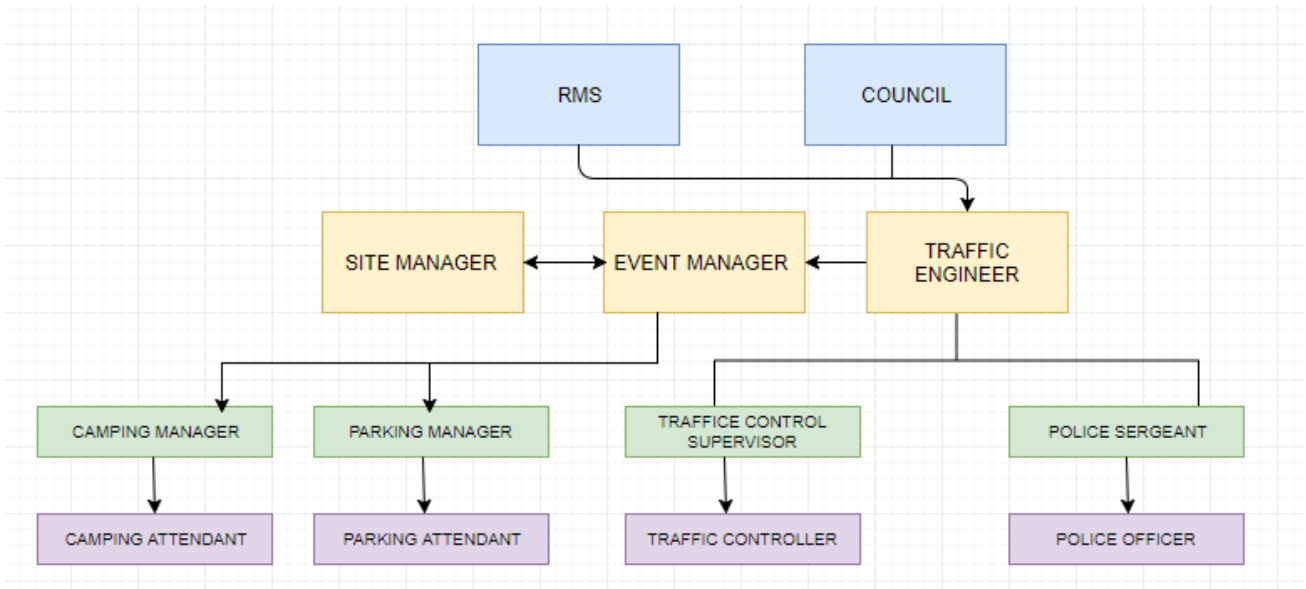 RMS
COUNCIL
SITE MANAGER
EVENT MANAGER
TRAFFIC
ENGINEER
CAMPING MANAGER
PARKING MANAGER
TRAFFICE CONTROL
SUPERVISOR
POLICE SERGEANT
CAMPING ATTENDANT
PARKING ATTENDANT
TRAFFIC CONTROLLER
POLICE OFFICER